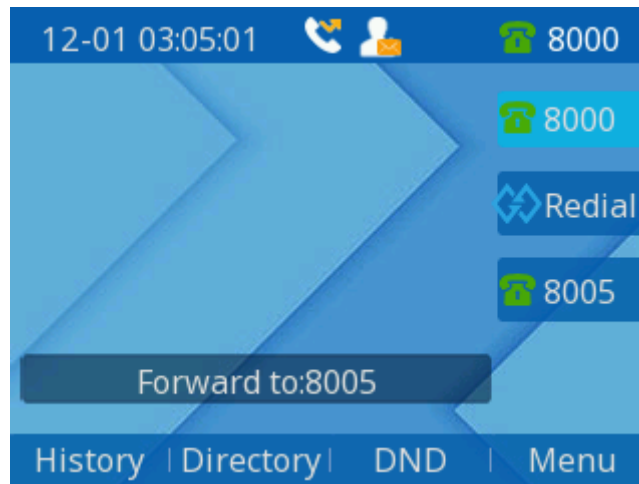 12-01 03:05:01 8000
8000
Redial
8005
Forward to:8005
History Directory DND Menu